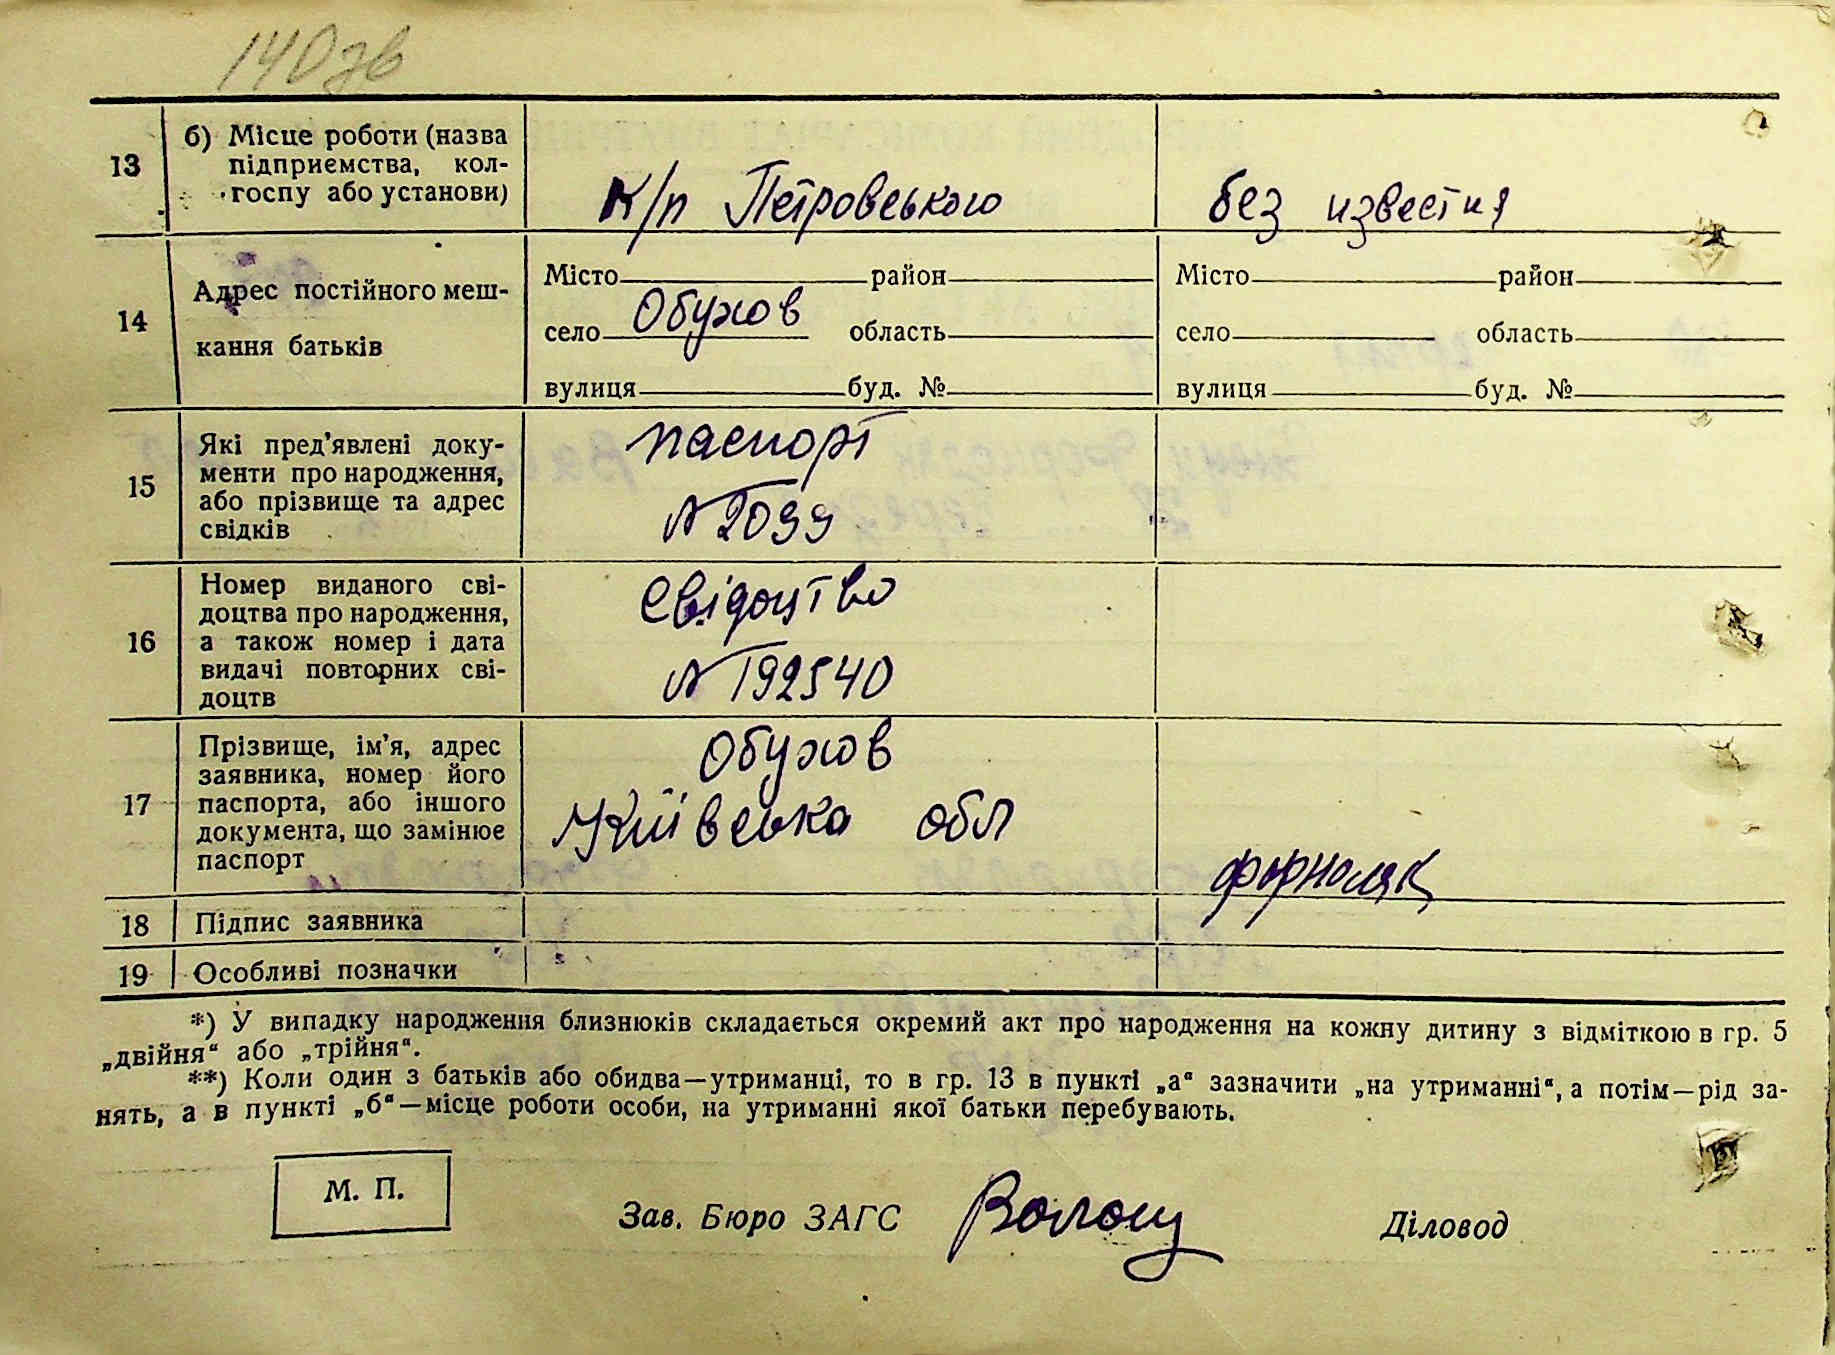 140зв
13
б) Місце роботи (назва
підприємства, кол-
госпу або установи)
К/п Петровського
без известия
14
Адрес постійного меш-
кання батьків
Місто район
село Обухов область
вулиця буд. №
Місто район
село область
вулиця буд. №
15
Які пред'явлені доку-
менти про народження,
або прізвище та адрес
свідків
паспорт
№ 2099
16
Номер виданого сві-
доцтва про народження,
а також номер і дата
видачі повторних сві-
доцтв
Свідоцтво
№ 192540
17
Прізвище, ім'я, адрес
заявника, номер його
паспорта, або іншого
документа, що замінює
паспорт
Обухов
Київська обл
18
Підпис заявника
19
Особливі позначки
*) У випадку народження близнюків складається окремий акт про народження на кожну дитину з відміткою в гр. 5
„двійня“ або „трійня“.
**) Коли один з батьків або обидва—утриманці, то в гр. 13 в пункті „а“ зазначити „на утриманні“, а потім—рід за-
нять, а в пункті „б“—місце роботи особи, на утриманні якої батьки перебувають.
М. П.
Зав. Бюро ЗАГС
Діловод